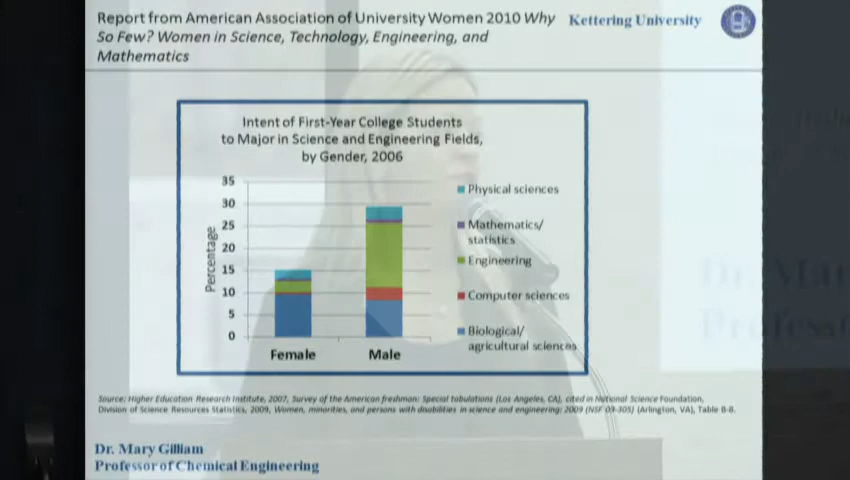 Report from American Association of University Women 2010 Why
So Few? Women in Science, Technology, Engineering, and
Mathematics
Kettering University
Intent of First-Year College Students
to Major in Science and Engineering Fields,
by Gender, 2006
Percentage
35
30
25
20
15
10
5
0
Female
Male
Physical sciences
Mathematics/
statistics
Engineering
Computer sciences
Biological/
agricultural sciences
Source: Higher Education Research Institute, 2007, Survey of the American freshman: Special tabulations (Los Angeles, CA), cited in National Science Foundation,
Division of Science Resources Statistics, 2009, Women, minorities, and persons with disabilities in science and engineering: 2009 (NSF 09-305) (Arlington, VA), Table B-8.
Dr. Mary Gilliam
Professor of Chemical Engineering
Dr. Mary